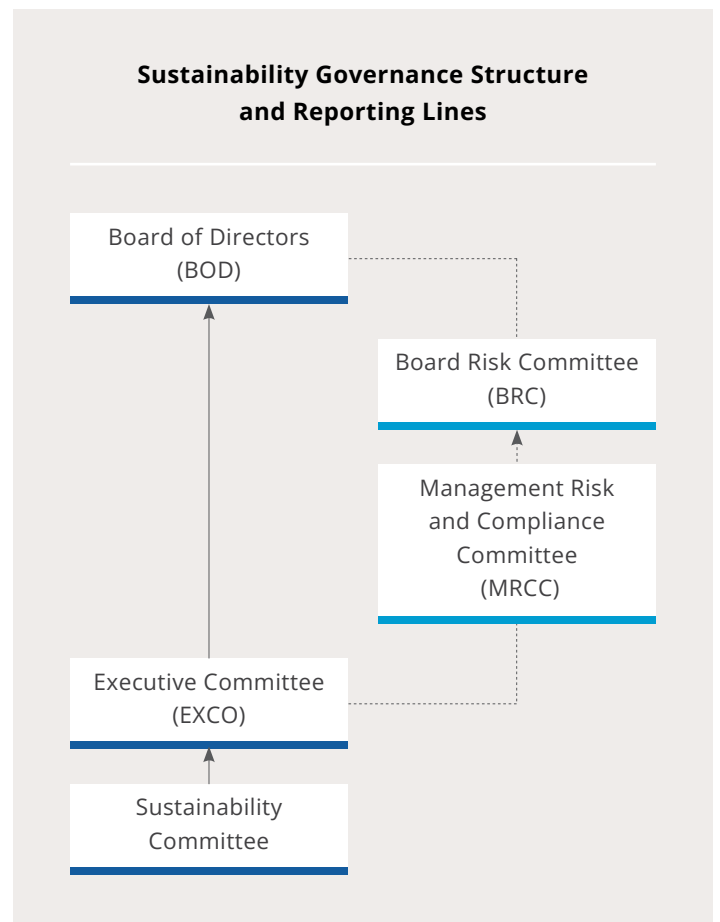 Sustainability Governance Structure
and Reporting Lines
Board of Directors
(BOD)
Board Risk Committee
(BRC)
Management Risk
and Compliance
Committee
(MRCC)
Executive Committee
(EXCO)
Sustainability
Committee